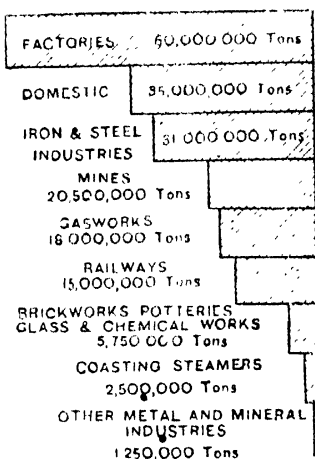 FACTORIES 60,000,000 Tons
DOMESTIC 35,000,000 Tons
IRON & STEEL
INDUSTRIES 31,000,000 Tons
MINES
20,500,000 Tons
GASWORKS
18,000,000 Tons
RAILWAYS
15,000,000 Tons
BRICKWORKS POTTERIES
GLASS & CHEMICAL WORKS
5,750,000 Tons
COASTING STEAMERS
2,500,000 Tons
OTHER METAL AND MINERAL
INDUSTRIES
1,250,000 Tons